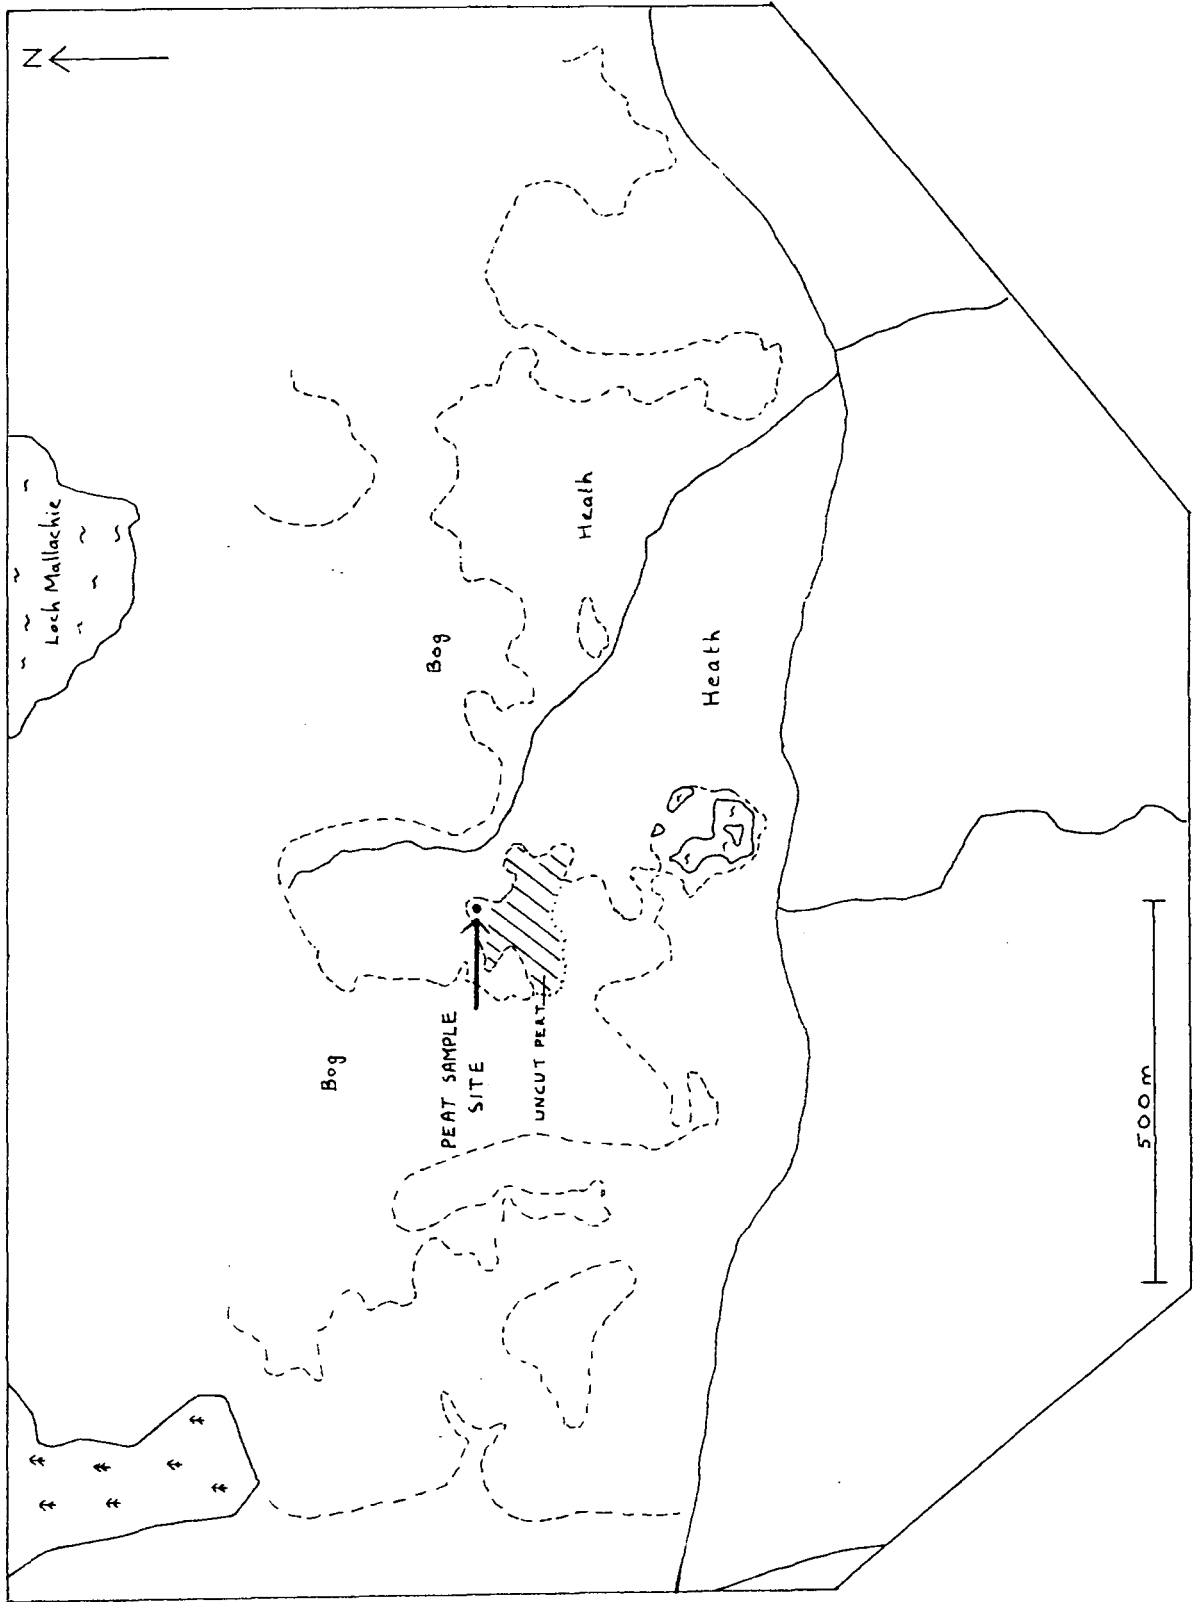 N
Loch Mallachie
Bog
Heath
Heath
Bog
PEAT SAMPLE
SITE
UNCUT PEAT
500m